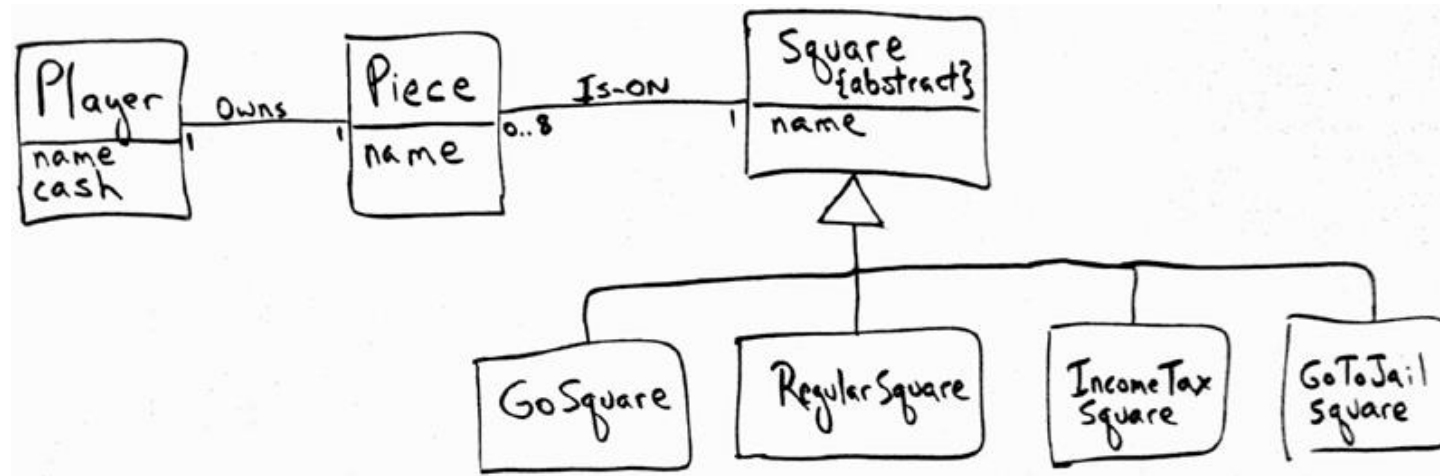 Player
name
cash
Owns
1
1
Piece
name
Is-ON
0..8
1
Square
{abstract}
name
GoSquare
RegularSquare
IncomeTax
Square
GoToJail
Square